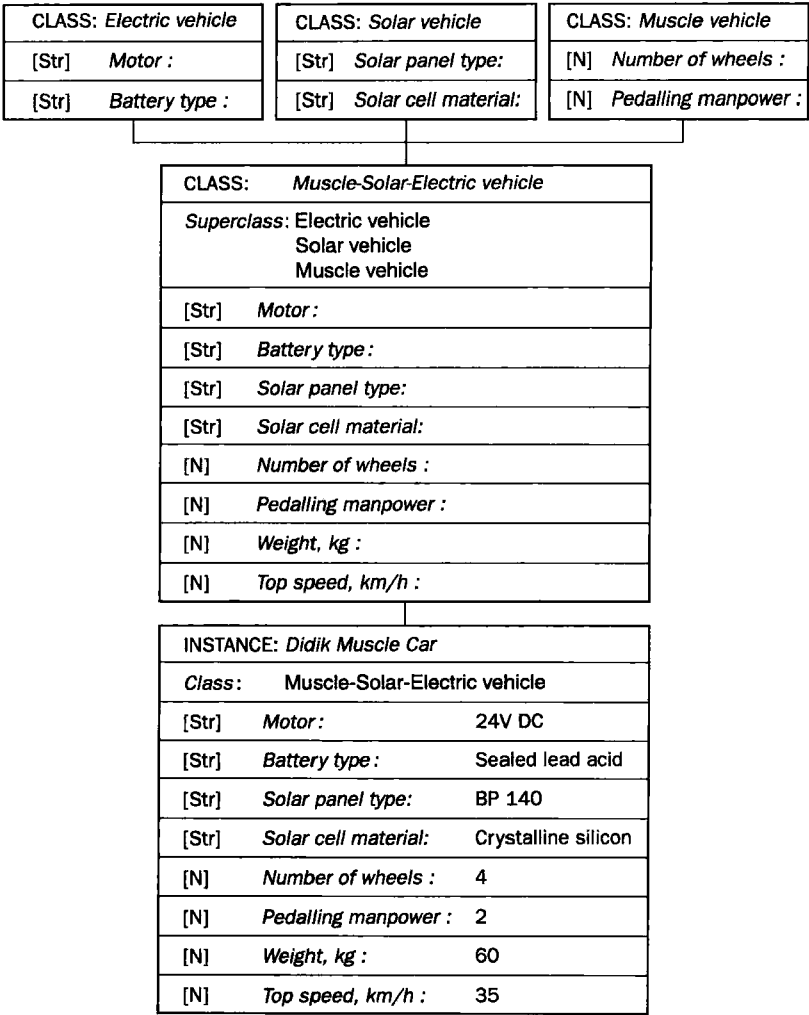 CLASS: Electric vehicle
[Str] Motor :
[Str] Battery type :
CLASS: Solar vehicle
[Str] Solar panel type:
[Str] Solar cell material:
CLASS: Muscle vehicle
[N] Number of wheels :
[N] Pedalling manpower :
CLASS: Muscle-Solar-Electric vehicle
Superclass: Electric vehicle
Solar vehicle
Muscle vehicle
[Str] Motor :
[Str] Battery type :
[Str] Solar panel type:
[Str] Solar cell material:
[N] Number of wheels :
[N] Pedalling manpower :
[N] Weight, kg :
[N] Top speed, km/h :
INSTANCE: Didik Muscle Car
Class: Muscle-Solar-Electric vehicle
[Str] Motor : 24V DC
[Str] Battery type : Sealed lead acid
[Str] Solar panel type: BP 140
[Str] Solar cell material: Crystalline silicon
[N] Number of wheels : 4
[N] Pedalling manpower : 2
[N] Weight, kg : 60
[N] Top speed, km/h : 35